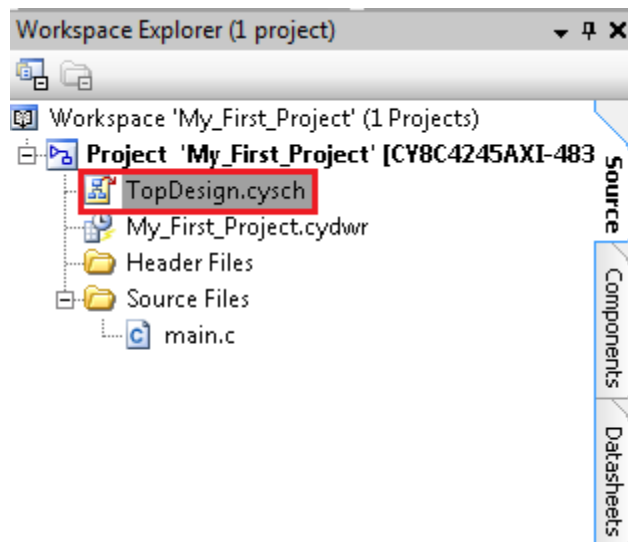 Workspace Explorer (1 project)
Workspace 'My_First_Project' (1 Projects)
Project 'My_First_Project' [CY8C4245AXI-483
TopDesign.cysch
My_First_Project.cydwr
Header Files
Source Files
main.c
Source
Components
Datasheets